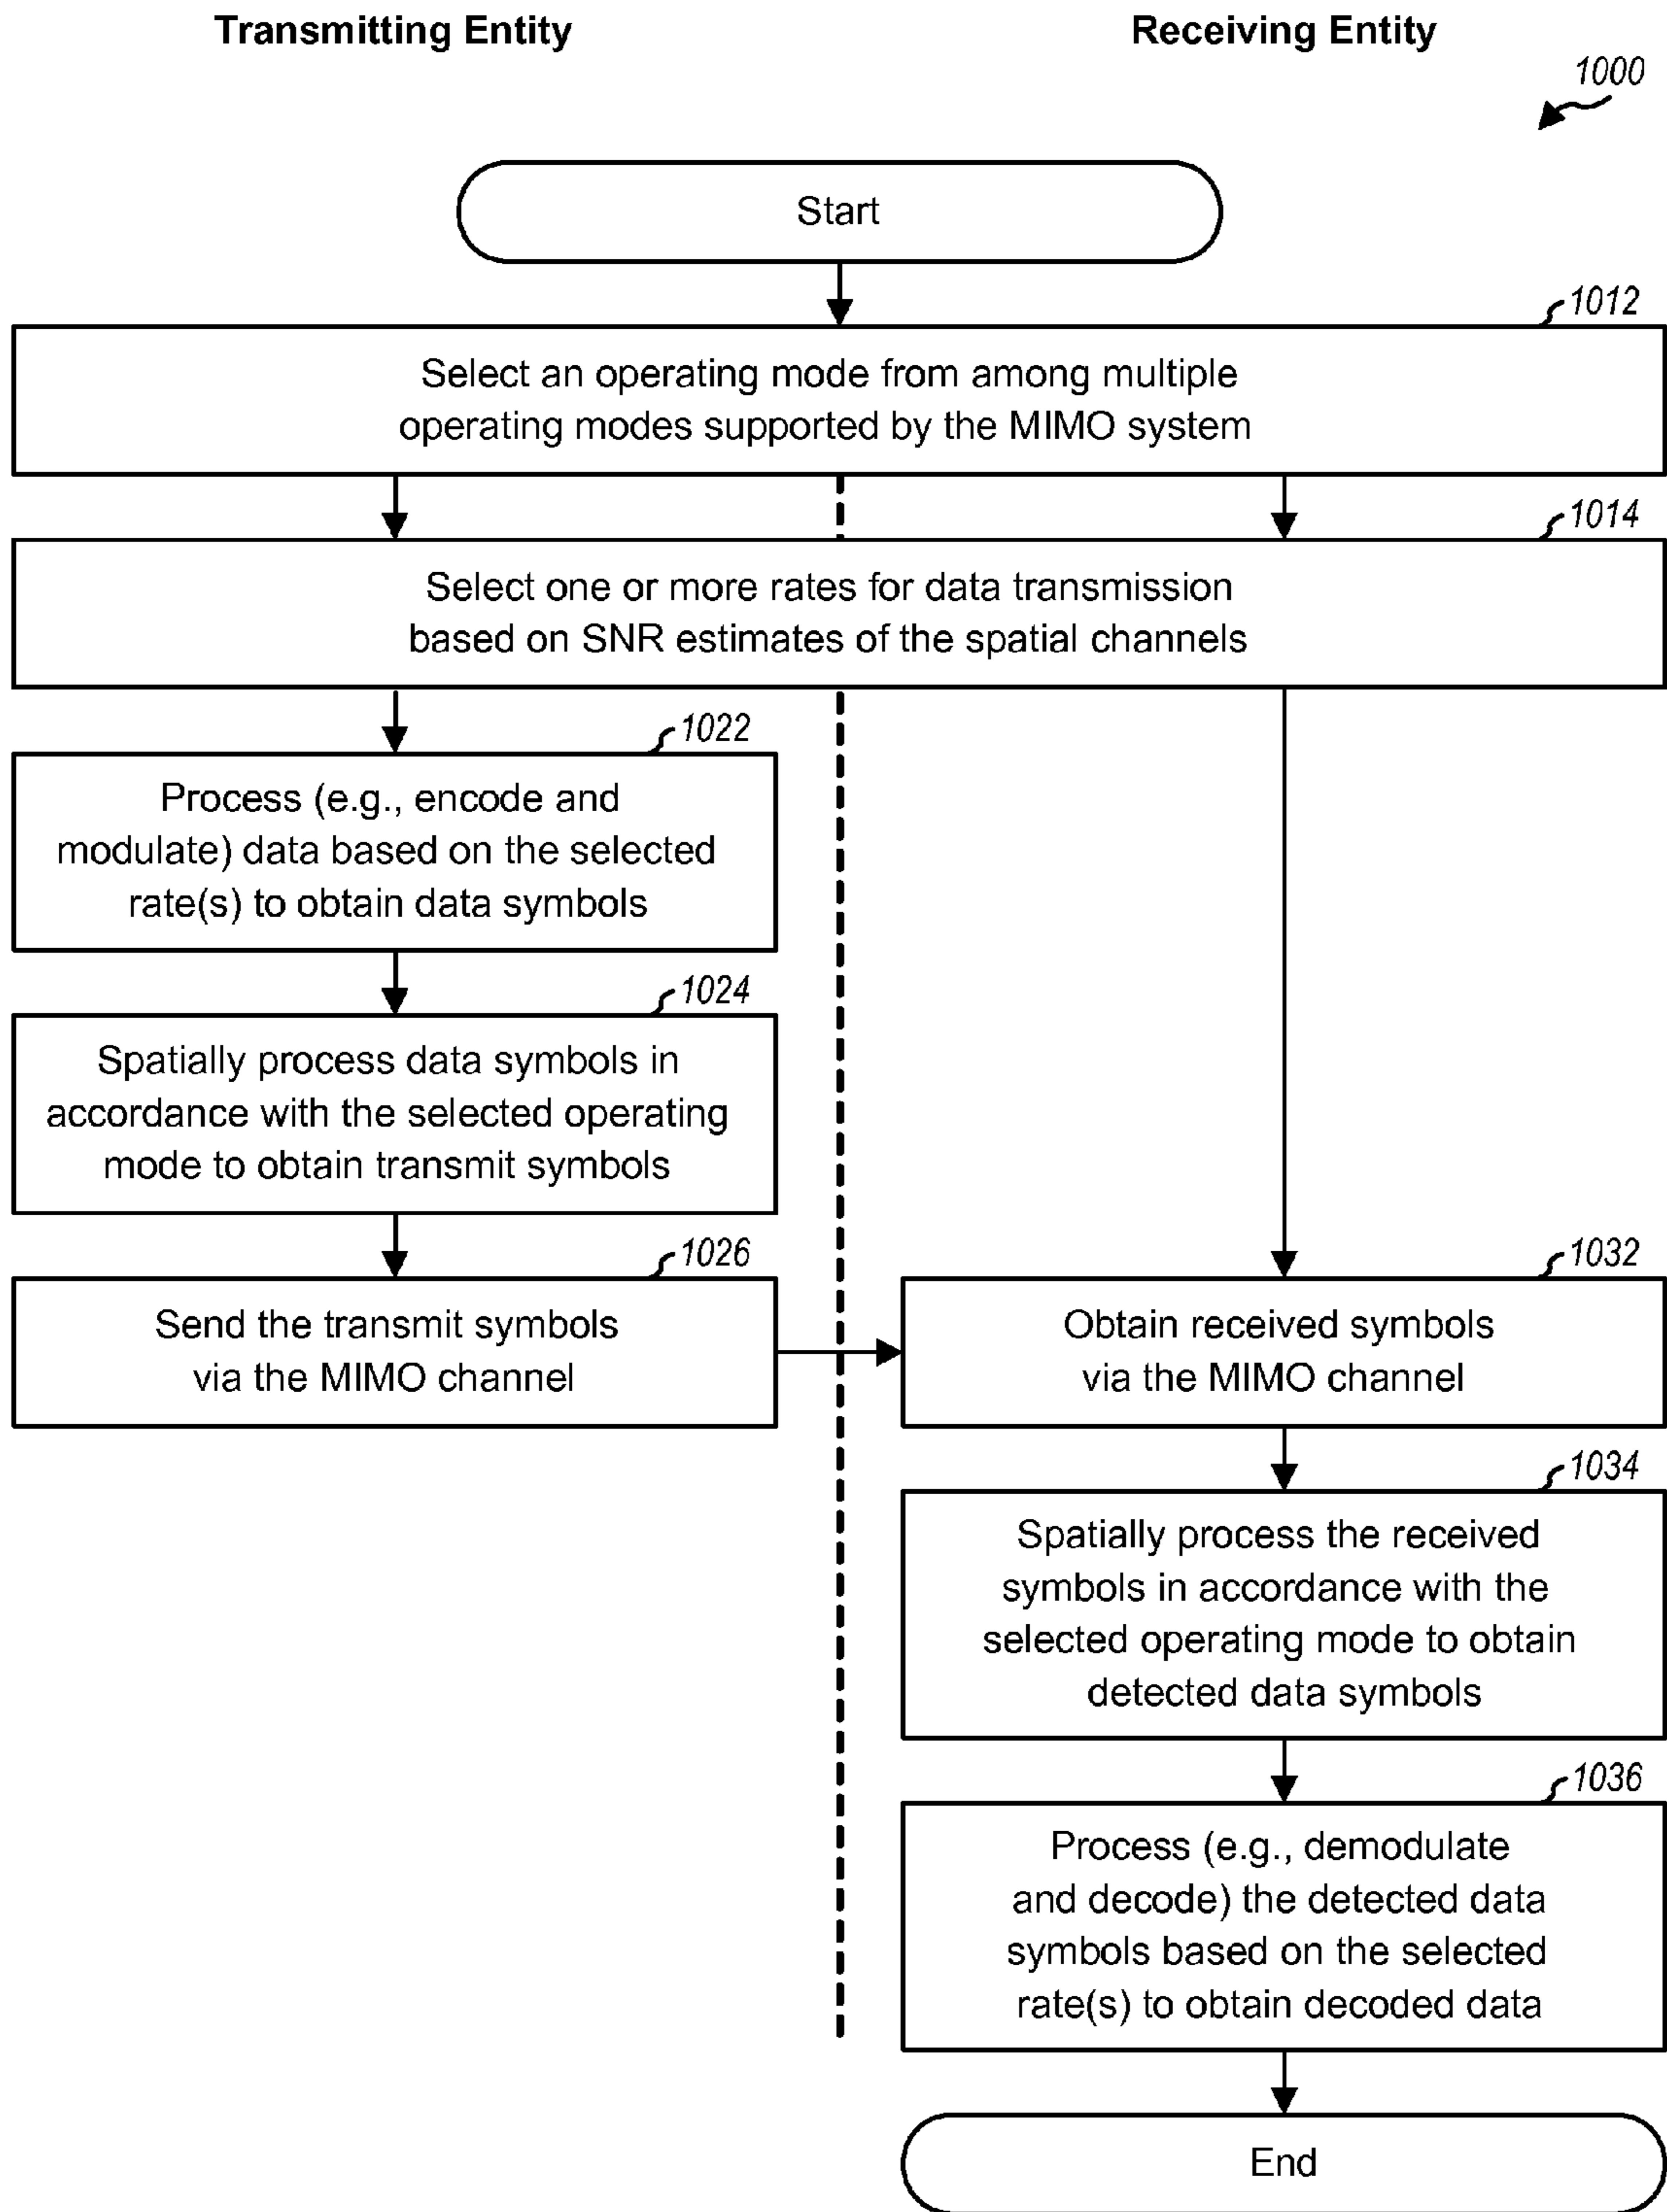 Transmitting Entity
Receiving Entity
1000
Start
1012
Select an operating mode from among multiple
operating modes supported by the MIMO system
1014
Select one or more rates for data transmission
based on SNR estimates of the spatial channels
1022
Process (e.g., encode and
modulate) data based on the selected
rate(s) to obtain data symbols
1024
Spatially process data symbols in
accordance with the selected operating
mode to obtain transmit symbols
1026
Send the transmit symbols
via the MIMO channel
1032
Obtain received symbols
via the MIMO channel
1034
Spatially process the received
symbols in accordance with the
selected operating mode to obtain
detected data symbols
1036
Process (e.g., demodulate
and decode) the detected data
symbols based on the selected
rate(s) to obtain decoded data
End